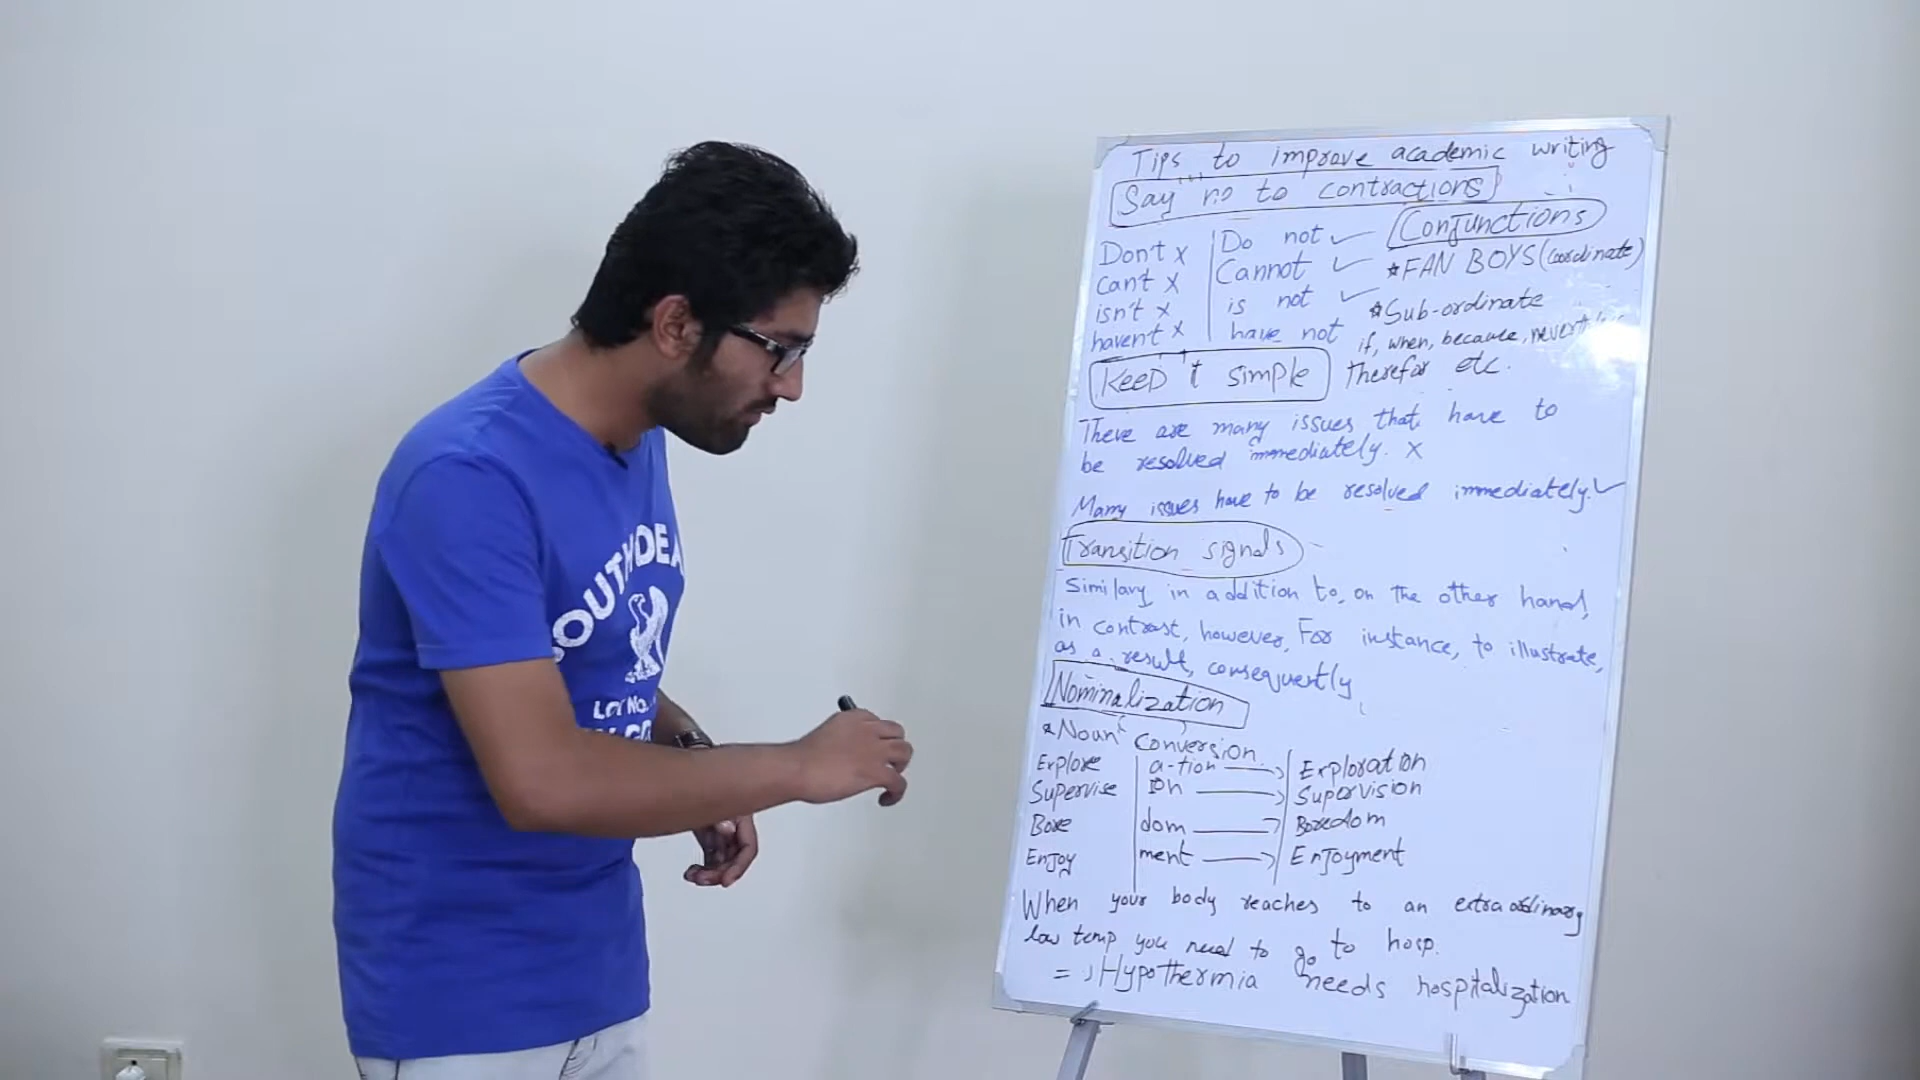 Tips to improve academic writing
Say no to contractions
Don't x
can't x
isn't x
haven't x
Do not ✓
Cannot ✓
is not ✓
have not
Conjunctions
*FAN BOYS (coordinate)
*Sub-ordinate
if, when, because,
Therefor etc.
KeeP it simple
There are many issues that have to
be resolved immediately. x
Many issues have to be resolved immediately. ✓
Transition signals
Similary, in addition to, on the other hand,
in contrast, however, For instance, to illustrate,
as a result, consequently
Nominalization
*Noun Conversion
Explore a-tion → Exploration
Supervise ion → Supervision
Bore dom → Boredom
Enjoy ment → Enjoyment
When your body reaches to an extraordinary
low temp you need to go to hosp.
= Hypothermia needs hospitalization
LOT NO.